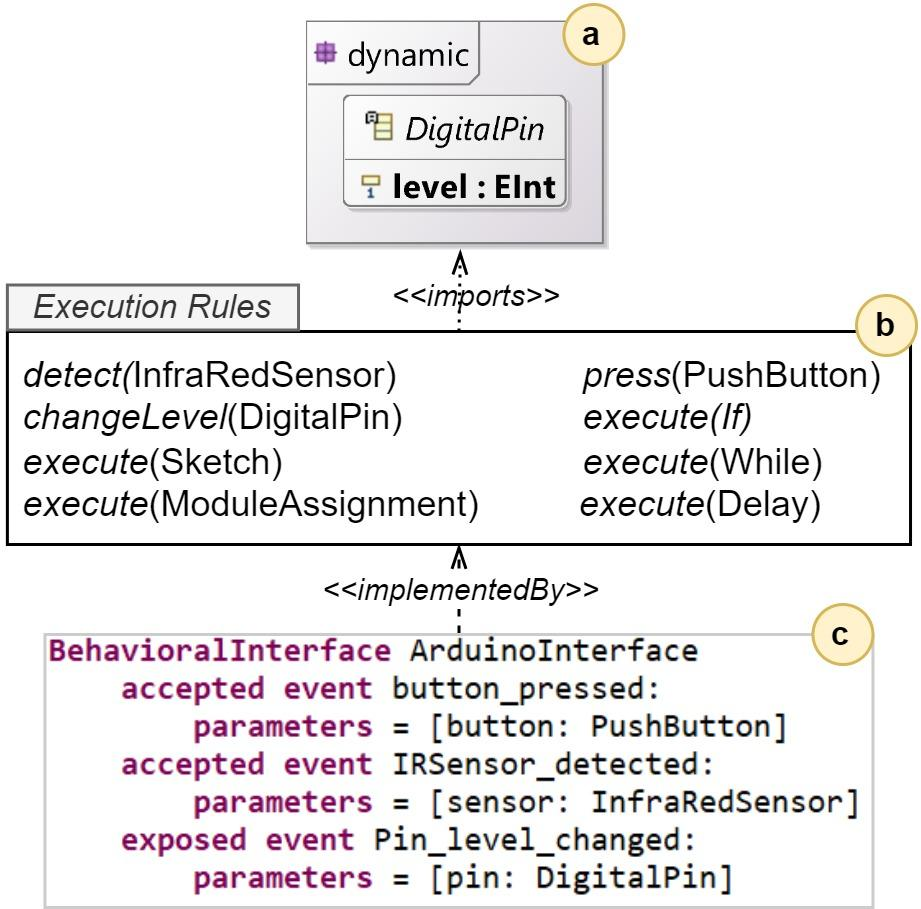 a
dynamic
DigitalPin
1 level : EInt
<<imports>>
Execution Rules
b
detect(InfraRedSensor) press(PushButton)
changeLevel(DigitalPin) execute(If)
execute(Sketch) execute(While)
execute(ModuleAssignment) execute(Delay)
<<implementedBy>>
c
BehavioralInterface ArduinoInterface
accepted event button_pressed:
parameters = [button: PushButton]
accepted event IRSensor_detected:
parameters = [sensor: InfraRedSensor]
exposed event Pin_level_changed:
parameters = [pin: DigitalPin]